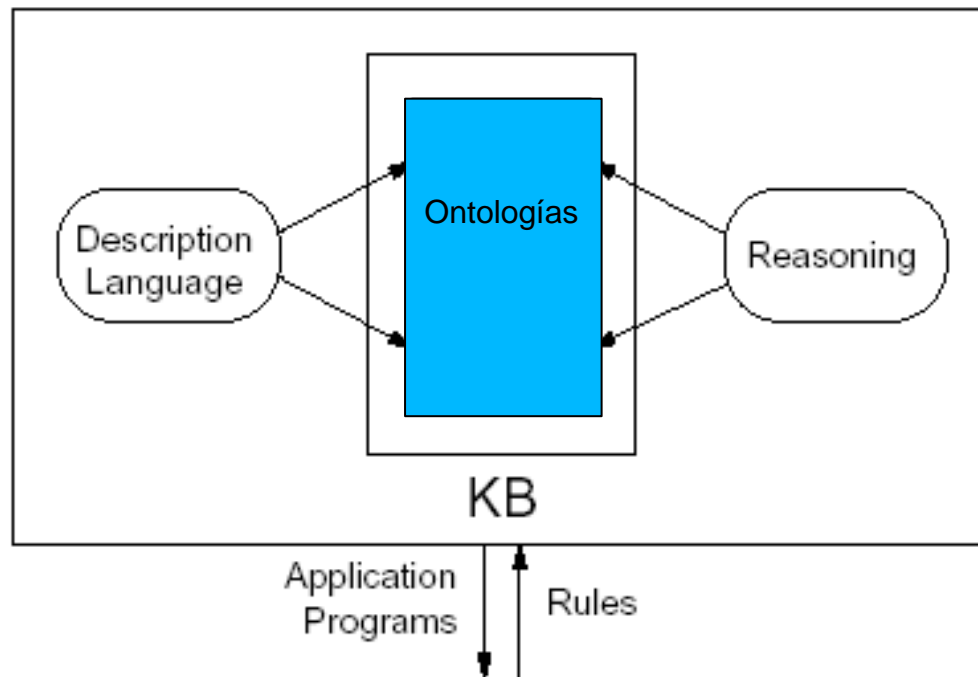 Ontologías
Description
Language
Reasoning
KB
Application
Programs
Rules